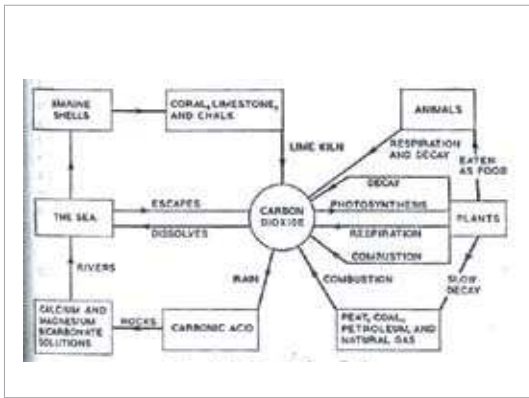 MARINE
SHELLS
CORAL, LIMESTONE,
AND CHALK
ANIMALS
LIME KILN
RESPIRATION
AND DECAY
EATEN
AS FOOD
DECAY
ESCAPES
PHOTOSYNTHESIS
THE SEA
CARBON
DIOXIDE
PLANTS
DISSOLVES
RESPIRATION
COMBUSTION
RIVERS
RAIN
COMBUSTION
SLOW
DECAY
CALCIUM AND
MAGNESIUM
BICARBONATE
SOLUTIONS
ROCKS
CARBONIC ACID
PEAT, COAL,
PETROLEUM, AND
NATURAL GAS